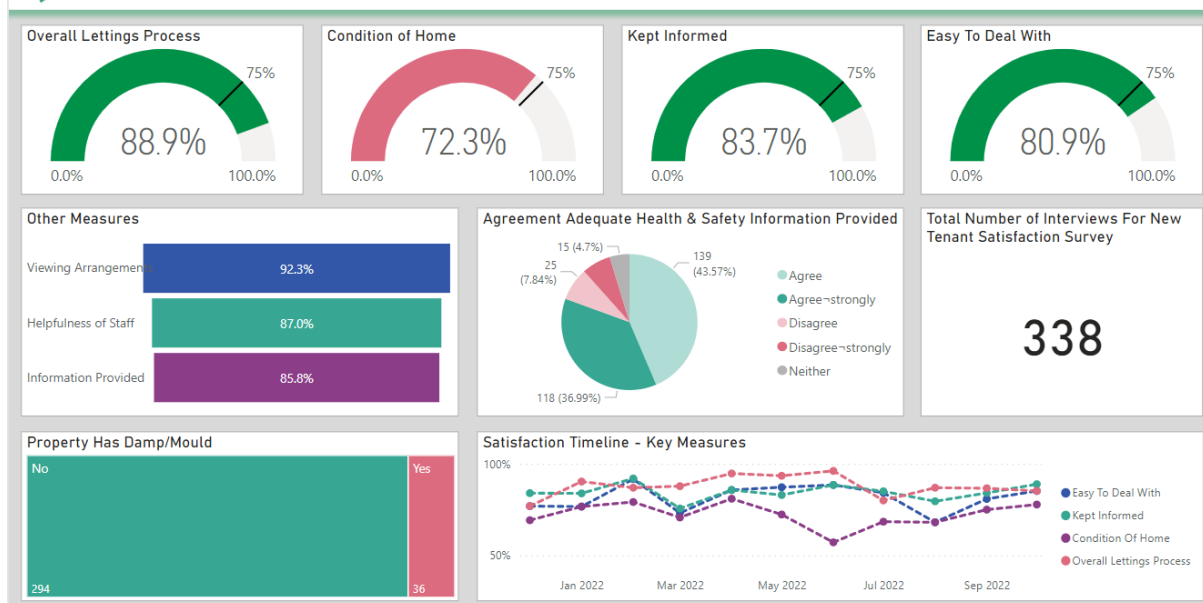 Overall Lettings Process
75%
88.9%
0.0%
100.0%
Condition of Home
75%
72.3%
0.0%
100.0%
Kept Informed
75%
83.7%
0.0%
100.0%
Easy To Deal With
75%
80.9%
0.0%
100.0%
Other Measures
Viewing Arrangement
92.3%
Helpfulness of Staff
87.0%
Information Provided
85.8%
Agreement Adequate Health & Safety Information Provided
15 (4.7%)
25
(7.84%)
139
(43.57%)
118 (36.99%)
Agree
Agree¬strongly
Disagree
Disagree¬strongly
Neither
Total Number of Interviews For New
Tenant Satisfaction Survey
338
Property Has Damp/Mould
No
Yes
294
36
Satisfaction Timeline - Key Measures
100%
50%
Jan 2022
Mar 2022
May 2022
Jul 2022
Sep 2022
Easy To Deal With
Kept Informed
Condition Of Home
Overall Lettings Process